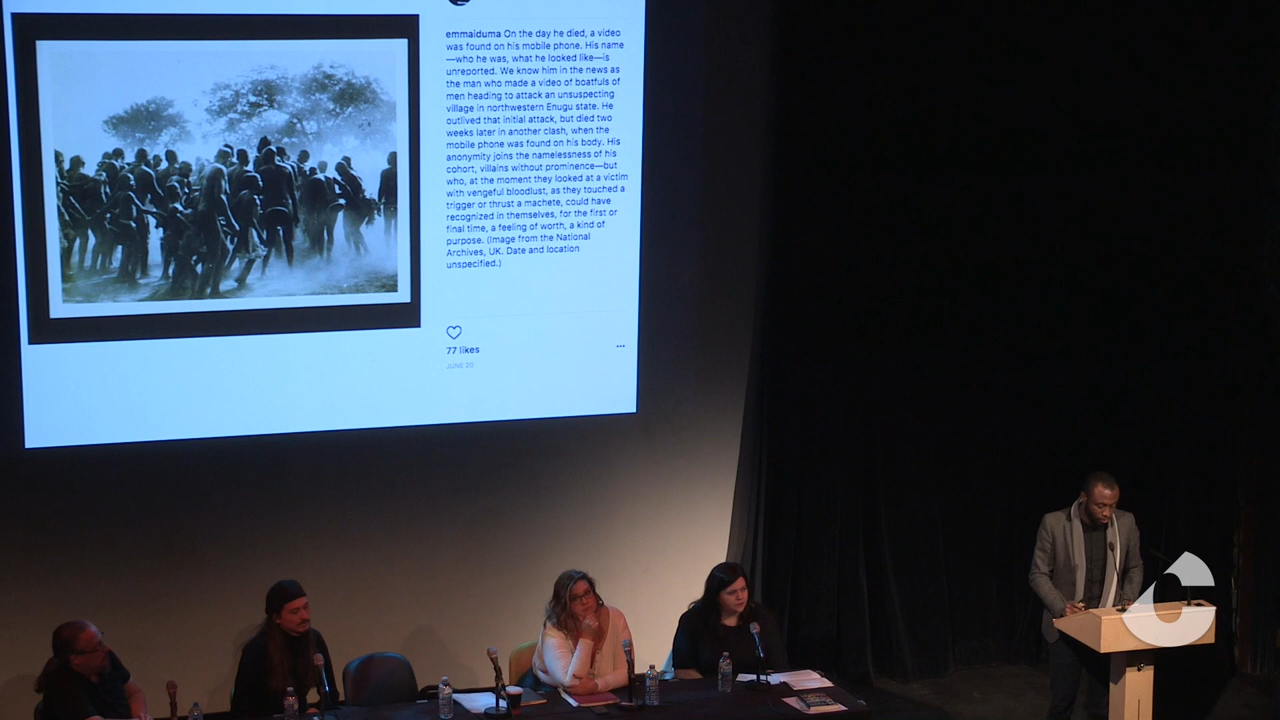 emmaiduma On the day he died, a video
was found on his mobile phone. His name
—who he was, what he looked like—is
unreported. We know him in the news as
the man who made a video of boatfuls of
men heading to attack an unsuspecting
village in northwestern Enugu state. He
outlived that initial attack, but died two
weeks later in another clash, when the
mobile phone was found on his body. His
anonymity joins the namelessness of his
cohort, villains without prominence—but
who, at the moment they looked at a victim
with vengeful bloodlust, as they touched a
trigger or thrust a machete, could have
recognized in themselves, for the first or
final time, a feeling of worth, a kind of
purpose. (Image from the National
Archives, UK. Date and location
unspecified.)
77 likes
JUNE 20